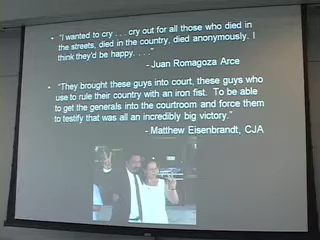 • "I wanted to cry . . . cry out for all those who died in
the streets, died in the country, died anonymously. I
think they'd be happy. . . ."
- Juan Romagoza Arce
• "They brought these guys into court, these guys who
use to rule their country with an iron fist. To be able
to get the generals into the courtroom and force them
to testify that was all an incredibly big victory."
- Matthew Eisenbrandt, CJA